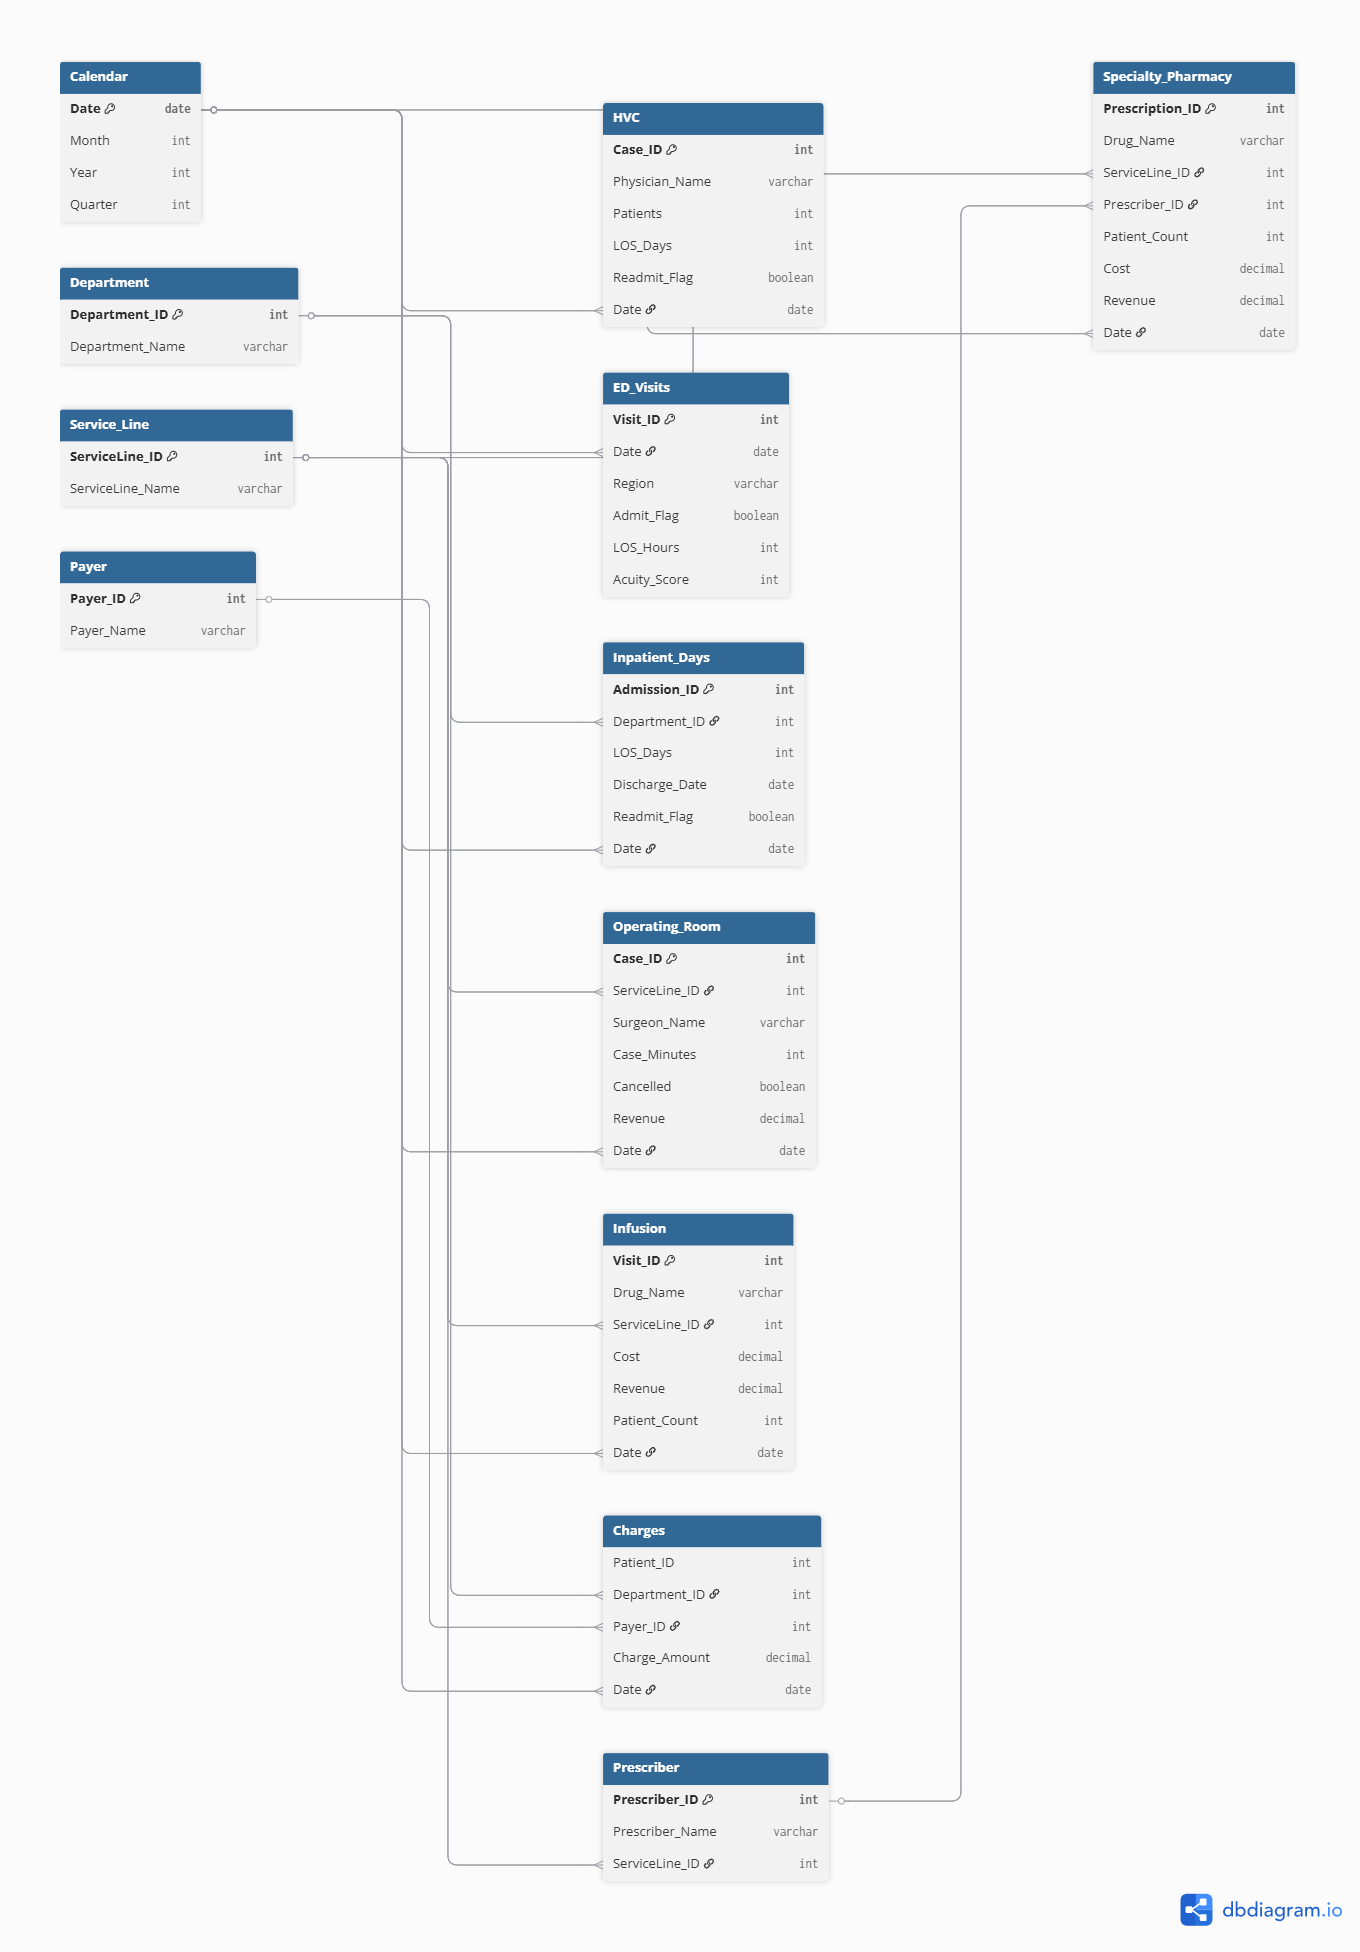 Calendar
Date date
Month int
Year int
Quarter int
Department
Department_ID int
Department_Name varchar
Service_Line
ServiceLine_ID int
ServiceLine_Name varchar
Payer
Payer_ID int
Payer_Name varchar
HVC
Case_ID int
Physician_Name varchar
Patients int
LOS_Days int
Readmit_Flag boolean
Date date
ED_Visits
Visit_ID int
Date date
Region varchar
Admit_Flag boolean
LOS_Hours int
Acuity_Score int
Inpatient_Days
Admission_ID int
Department_ID int
LOS_Days int
Discharge_Date date
Readmit_Flag boolean
Date date
Operating_Room
Case_ID int
ServiceLine_ID int
Surgeon_Name varchar
Case_Minutes int
Cancelled boolean
Revenue decimal
Date date
Infusion
Visit_ID int
Drug_Name varchar
ServiceLine_ID int
Cost decimal
Revenue decimal
Patient_Count int
Date date
Charges
Patient_ID int
Department_ID int
Payer_ID int
Charge_Amount decimal
Date date
Prescriber
Prescriber_ID int
Prescriber_Name varchar
ServiceLine_ID int
Specialty_Pharmacy
Prescription_ID int
Drug_Name varchar
ServiceLine_ID int
Prescriber_ID int
Patient_Count int
Cost decimal
Revenue decimal
Date date
dbdiagram.io